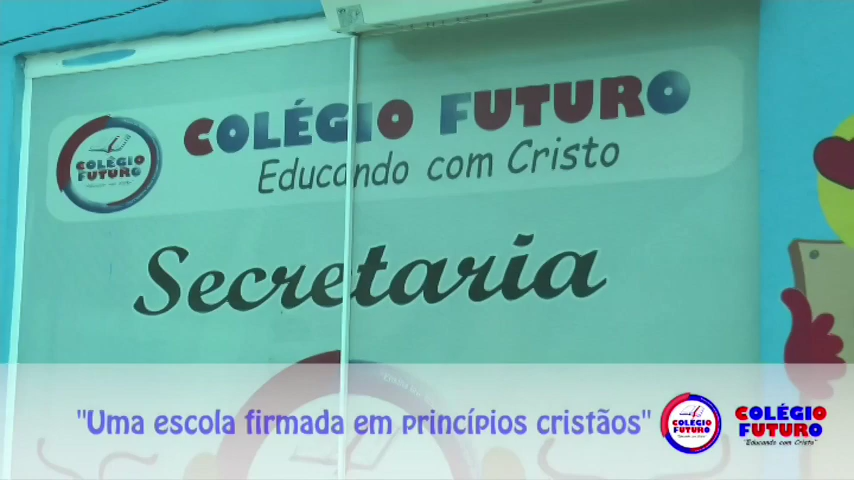 COLÉGIO FUTURO
Educando com Cristo
COLÉGIO
FUTURO
Secretaria
"Uma escola firmada em princípios cristãos"
COLÉGIO
FUTURO
COLÉGIO
FUTURO
"Educando com Cristo"